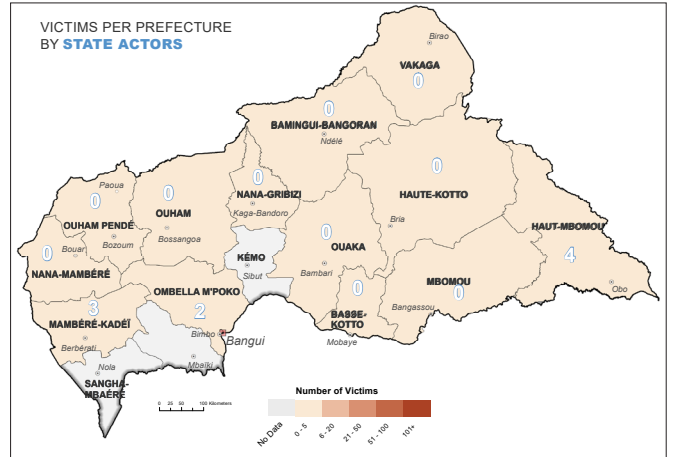 VICTIMS PER PREFECTURE
BY STATE ACTORS
Birao
VAKAGA
0
0
BAMINGUI-BANGORAN
Ndélé
0
Paoua
0
OUHAM PENDÉ
Bozoum
0
OUHAM
Bossangoa
0
NANA-GRIBIZI
Kaga-Bandoro
HAUTE-KOTTO
Bria
HAUT-MBOMOU
4
Obo
0
OUAKA
Bambari
Bouar
0
NANA-MAMBÉRÉ
KÉMO
Sibut
OMBELLA M'POKO
2
Bimbo
Bangui
3
MAMBÉRÉ-KADÉÏ
Berbérati
0
BASSE-
KOTTO
Mobaye
MBOMOU
0
Bangassou
Nola
SANGHA-
MBAÉRÉ
Mbaïki
0 25 50 100 Kilometers
Number of Victims
No Data
0 - 5
6 - 20
21 - 50
51 - 100
101+